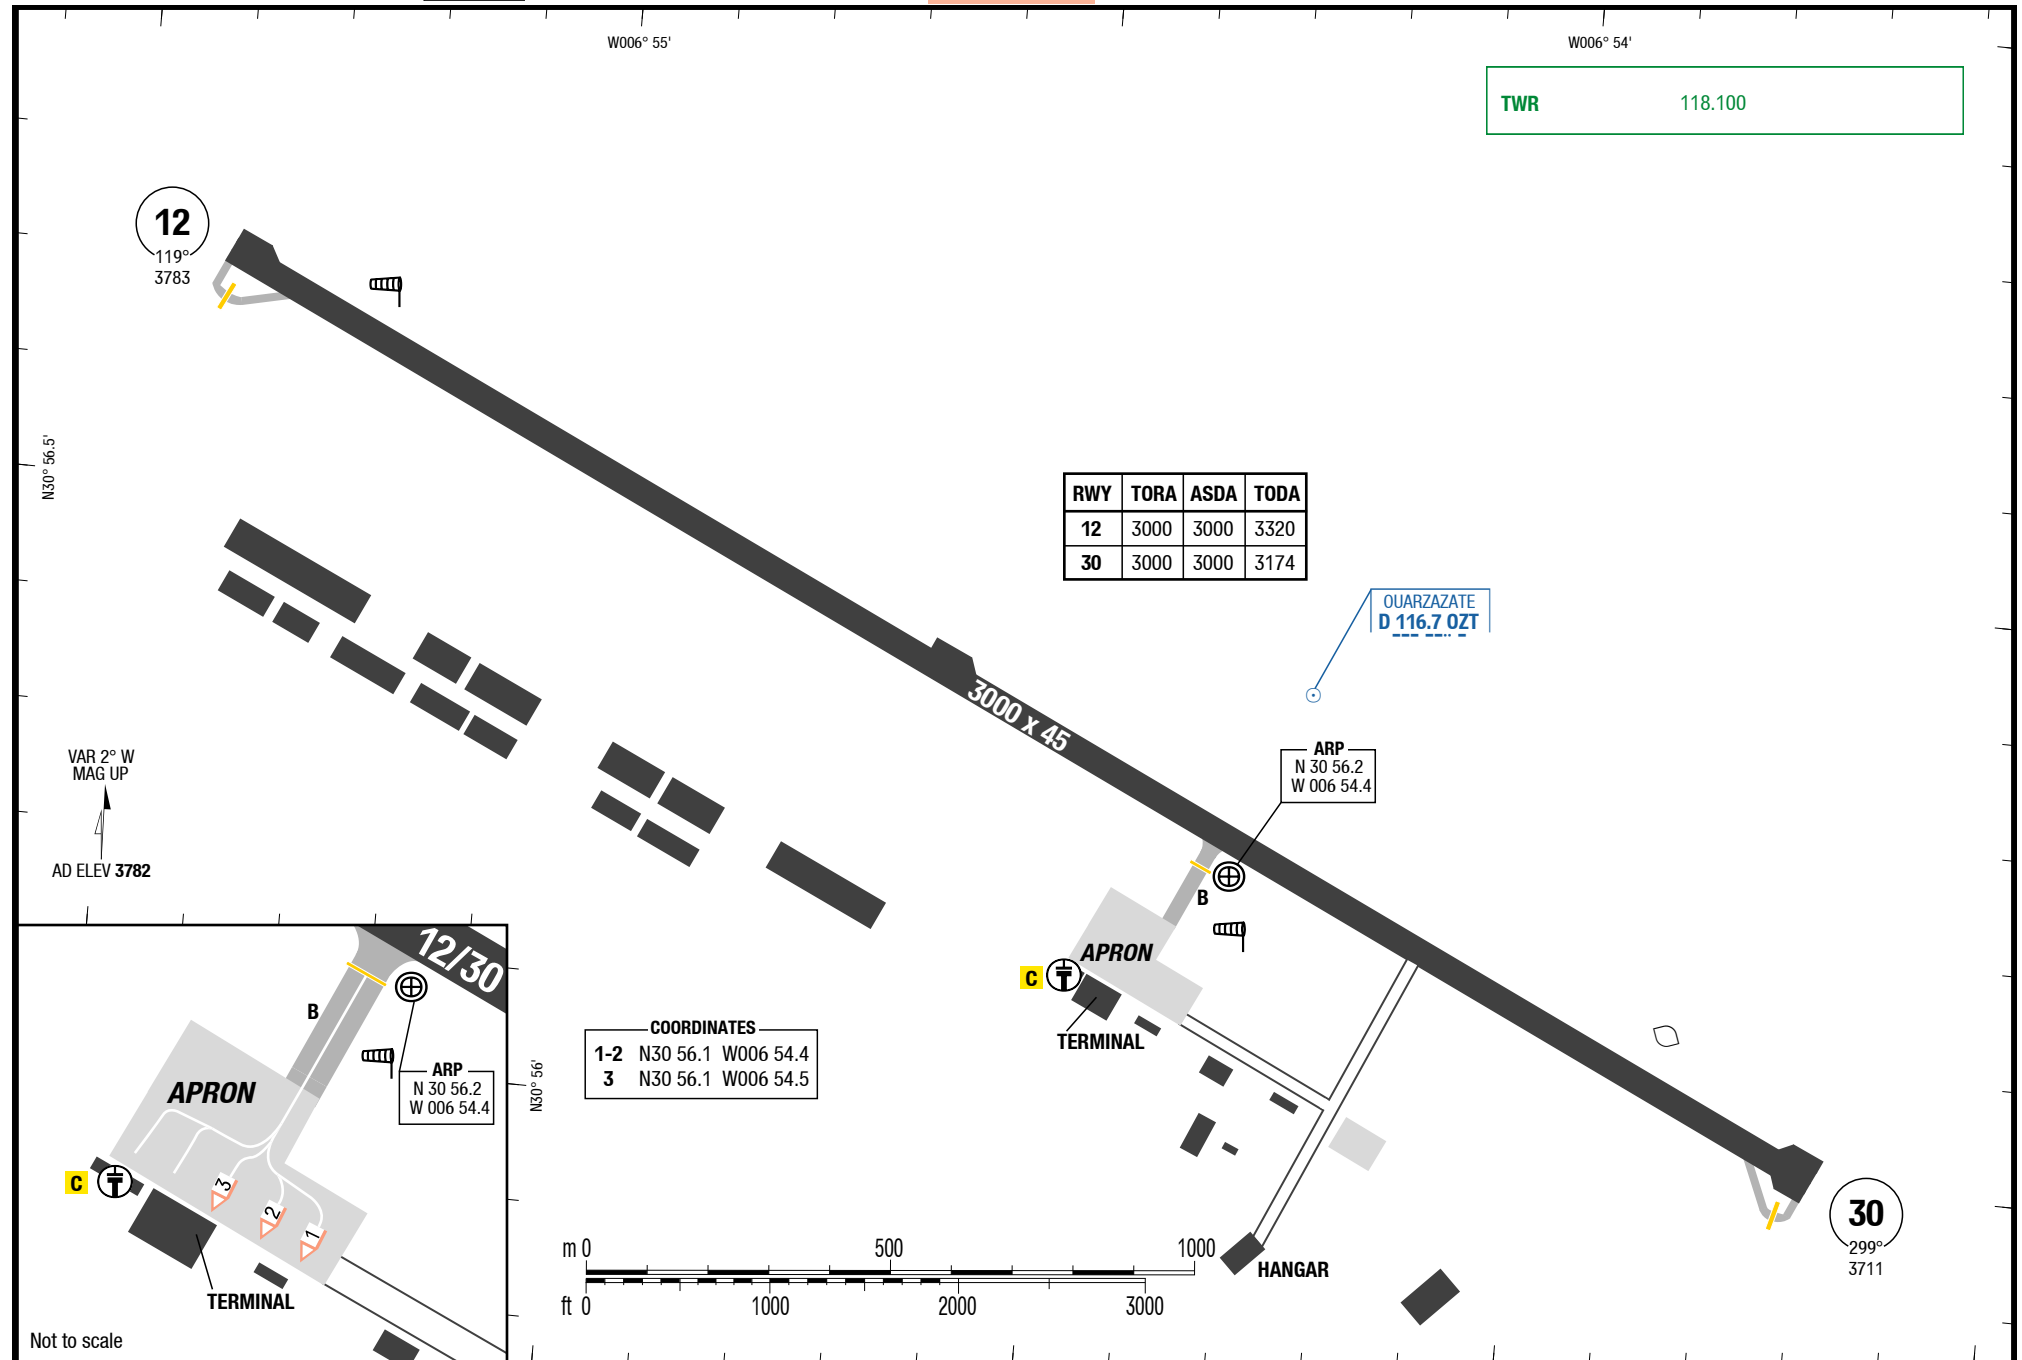 W006° 55'
W006° 54'
TWR 118.100
12
119°
3783
N30° 56.5'
RWY TORA ASDA TODA
12 3000 3000 3320
30 3000 3000 3174
OUARZAZATE
D 116.7 OZT
3000 x 45
ARP
N 30 56.2
W 006 54.4
VAR 2° W
MAG UP
AD ELEV 3782
B
APRON
C
TERMINAL
12/30
B
ARP
N 30 56.2
W 006 54.4
APRON
C
3
2
1
TERMINAL
Not to scale
N30° 56'
COORDINATES
1-2 N30 56.1 W006 54.4
3 N30 56.1 W006 54.5
m 0 500 1000
ft 0 1000 2000 3000
HANGAR
30
299°
3711